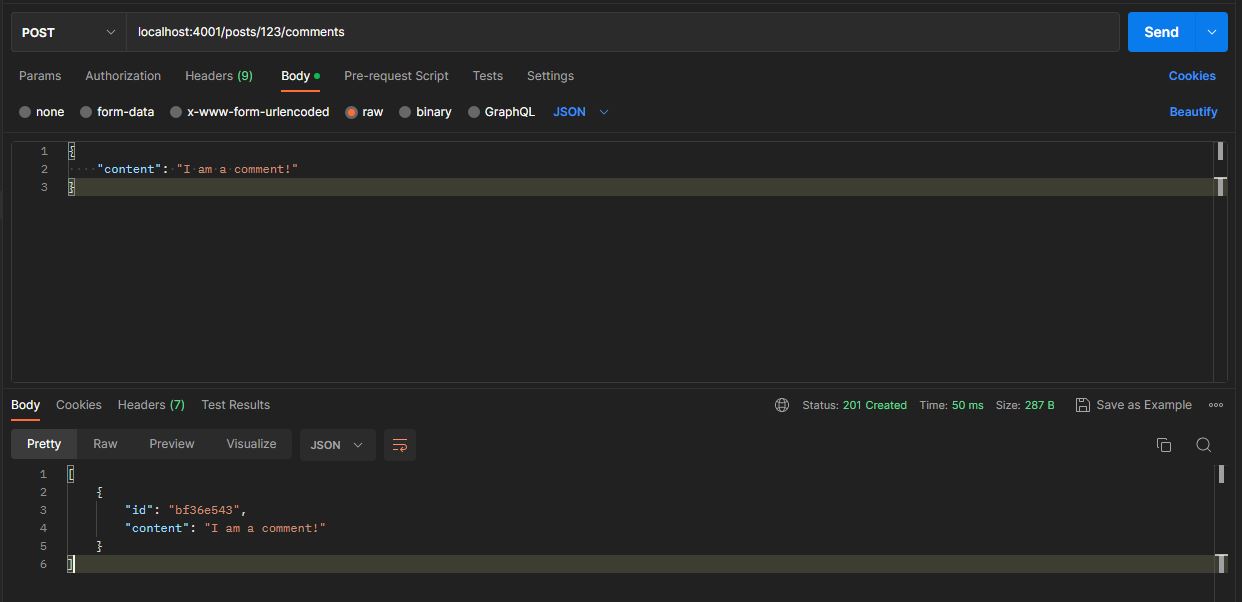 POST localhost:4001/posts/123/comments Send
Params Authorization Headers (9) Body Pre-request Script Tests Settings Cookies
none form-data x-www-form-urlencoded raw binary GraphQL JSON Beautify
1 {
2 "content": "I am a comment!"
3 }
Body Cookies Headers (7) Test Results Status: 201 Created Time: 50 ms Size: 287 B Save as Example
Pretty Raw Preview Visualize JSON
1 [
2 {
3 "id": "bf36e543",
4 "content": "I am a comment!"
5 }
6 ]